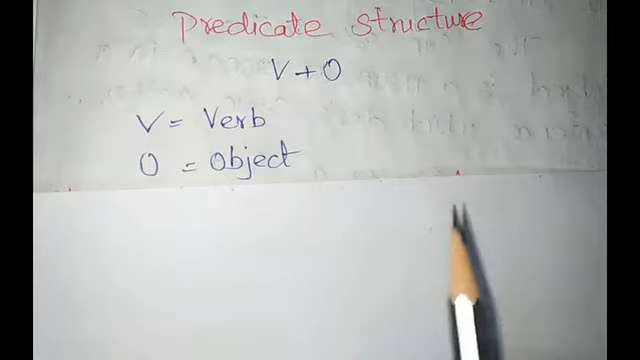 Predicate structure
V + O
V = Verb
O = Object